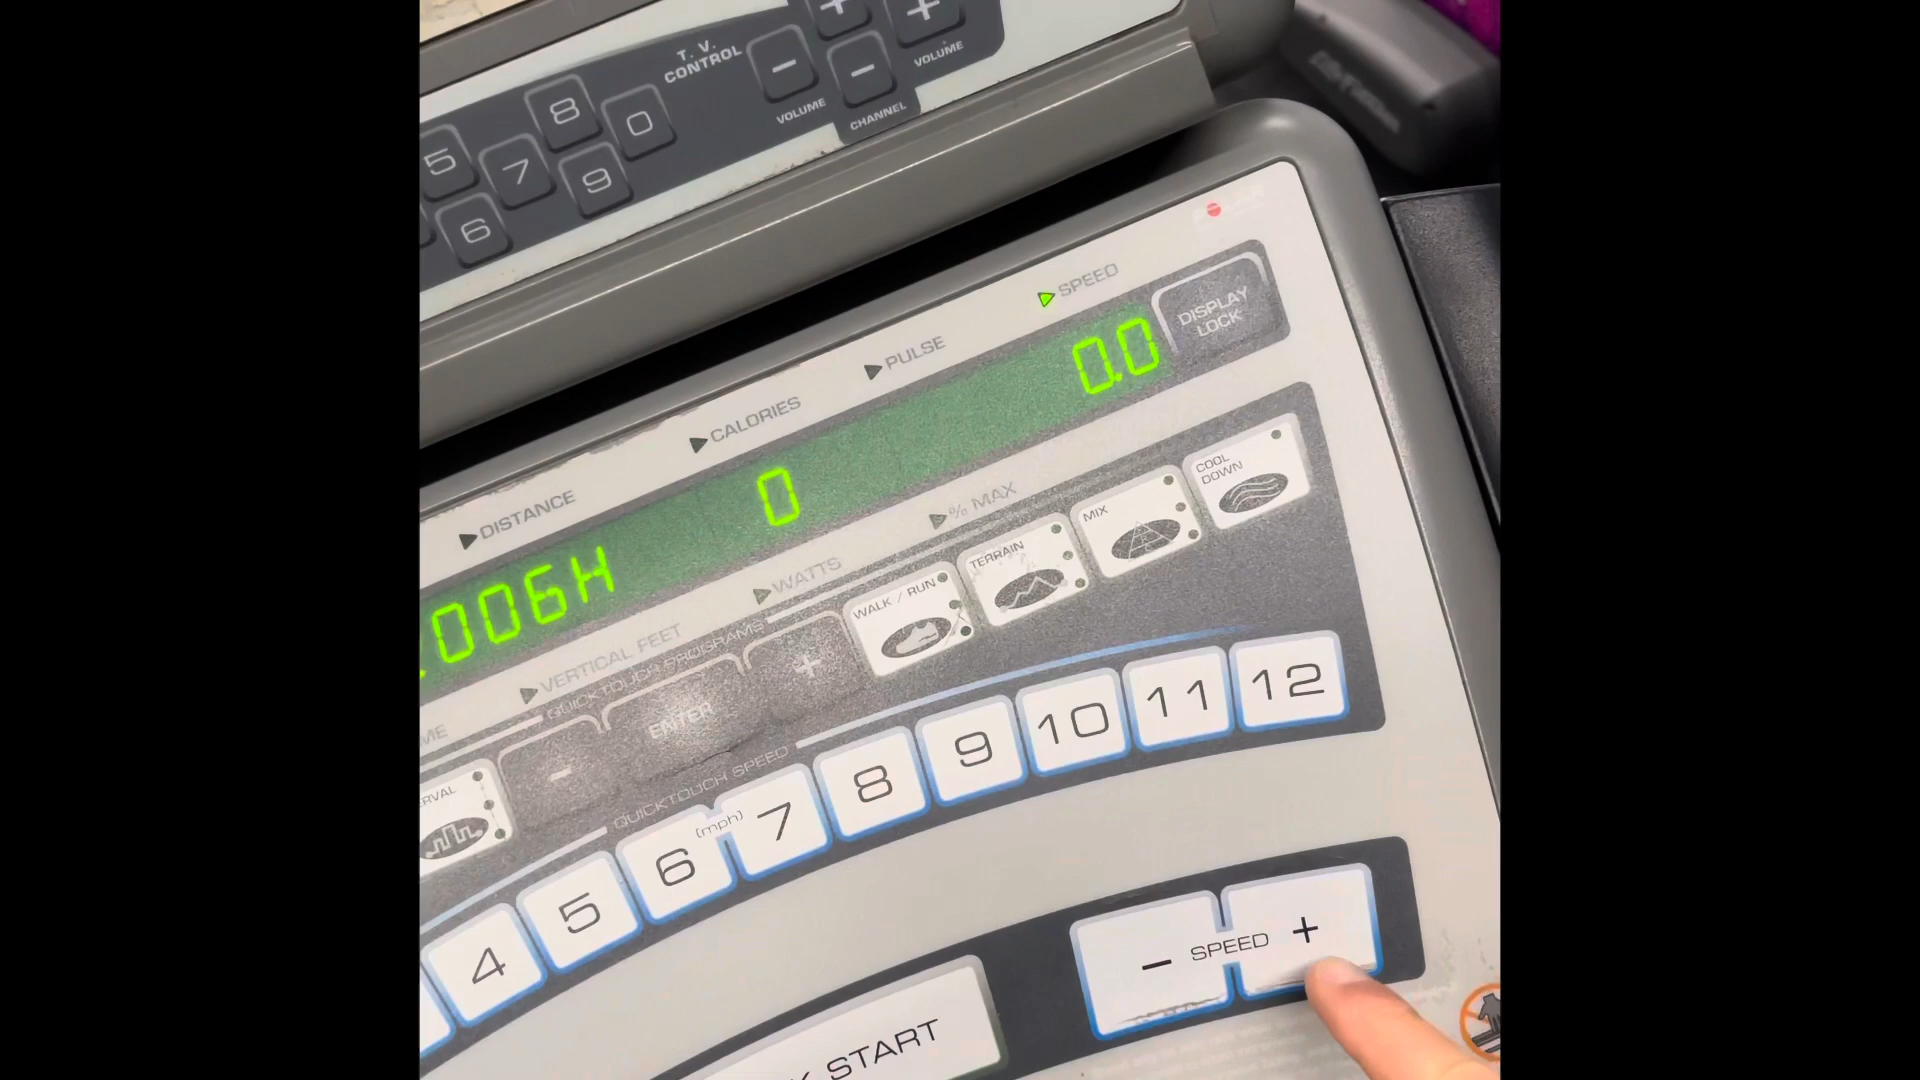 T. V.
CONTROL
8
0
5
7
9
6
−
+
+
VOLUME
−
CHANNEL
VOLUME
SPEED
DISPLAY
LOCK
PULSE
0.0
CALORIES
0
DISTANCE
006H
% MAX
WATTS
VERTICAL FEET
COOL
DOWN
MIX
TERRAIN
WALK / RUN
QUICKTOUCH PROGRAMS
−
ENTER
+
QUICKTOUCH SPEED
(mph)
4
5
6
7
8
9
10
11
12
− SPEED +
START